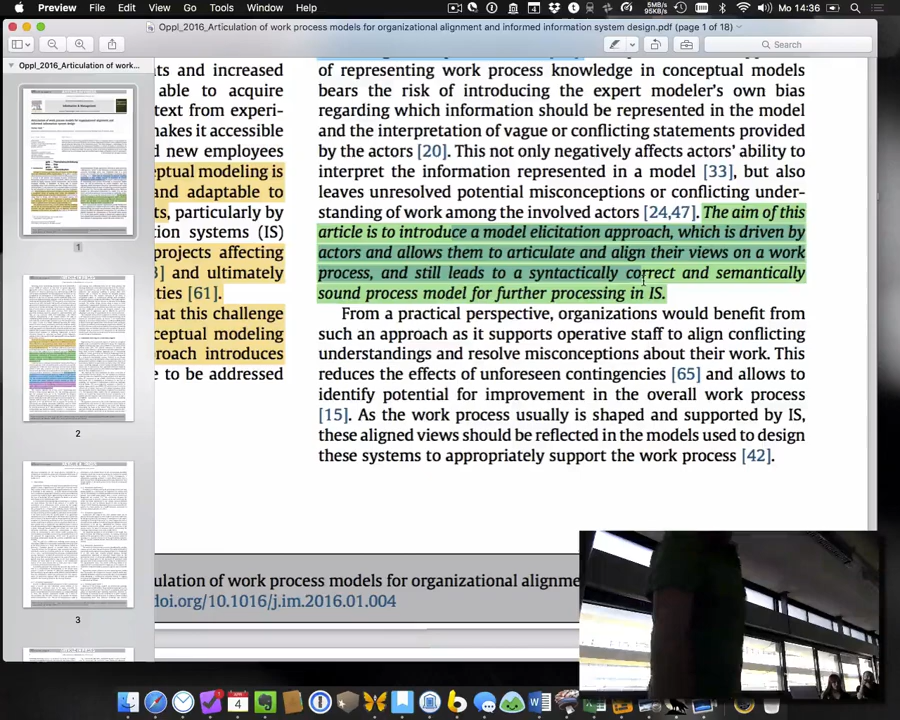 Preview File Edit View Go Tools Window Help
5MB/s
95KB/s
Mo 14:36
Oppl_2016_Articulation of work process models for organizational alignment and informed information system design.pdf (page 1 of 18)
Search
Oppl_2016_Articulation of work...
1
2
3
ts and increased
able to acquire
text from experi-
makes it accessible
d new employees
eptual modeling is
and adaptable to
ts, particularly by
tion systems (IS)
projects affecting
3] and ultimately
ties [61].
hat this challenge
ceptual modeling
roach introduces
e to be addressed
of representing work process knowledge in conceptual models
bears the risk of introducing the expert modeler's own bias
regarding which information should be represented in the model
and the interpretation of vague or conflicting statements provided
by the actors [20]. This not only negatively affects actors' ability to
interpret the information represented in a model [33], but also
leaves unresolved potential misconceptions or conflicting under-
standing of work among the involved actors [24,47]. The aim of this
article is to introduce a model elicitation approach, which is driven by
actors and allows them to articulate and align their views on a work
process, and still leads to a syntactically correct and semantically
sound process model for further processing in IS.
From a practical perspective, organizations would benefit from
such an approach as it supports operative staff to align conflicting
understandings and resolve misconceptions about their work. This
reduces the effects of unforeseen contingencies [65] and allows to
identify potential for improvement in the overall work process
[15]. As the work process usually is shaped and supported by IS,
these aligned views should be reflected in the models used to design
these systems to appropriately support the work process [42].
ulation of work process models for organizational alignme
doi.org/10.1016/j.im.2016.01.004
4